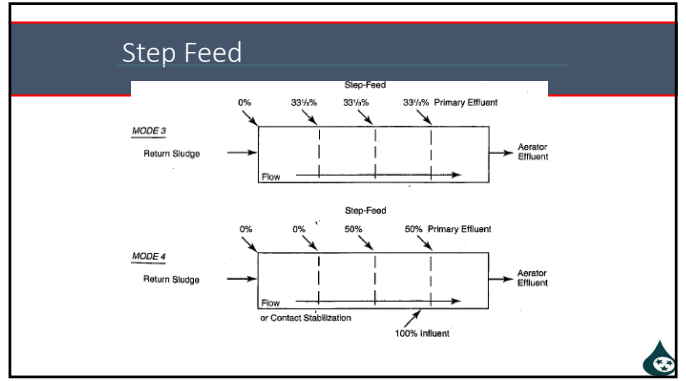 Step Feed
Step-Feed
0% 33⅓% 33⅓% 33⅓% Primary Effluent
MODE 3
Return Sludge
Aerator
Effluent
Flow
Step-Feed
0% 0% 50% 50% Primary Effluent
MODE 4
Return Sludge
Aerator
Effluent
Flow
or Contact Stabilization
100% Influent